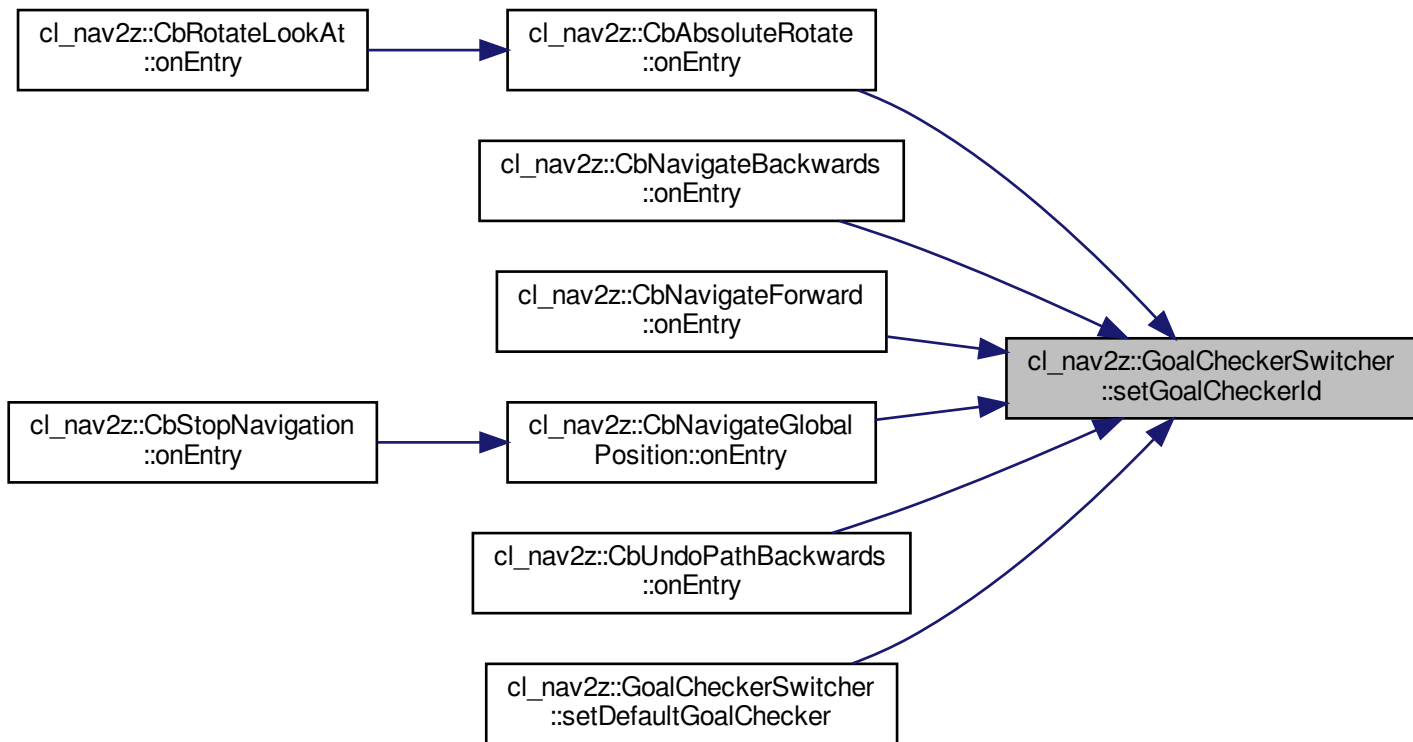 cl_nav2z::CbRotateLookAt
::onEntry
cl_nav2z::CbAbsoluteRotate
::onEntry
cl_nav2z::CbNavigateBackwards
::onEntry
cl_nav2z::CbNavigateForward
::onEntry
cl_nav2z::GoalCheckerSwitcher
::setGoalCheckerId
cl_nav2z::CbStopNavigation
::onEntry
cl_nav2z::CbNavigateGlobal
Position::onEntry
cl_nav2z::CbUndoPathBackwards
::onEntry
cl_nav2z::GoalCheckerSwitcher
::setDefaultGoalChecker